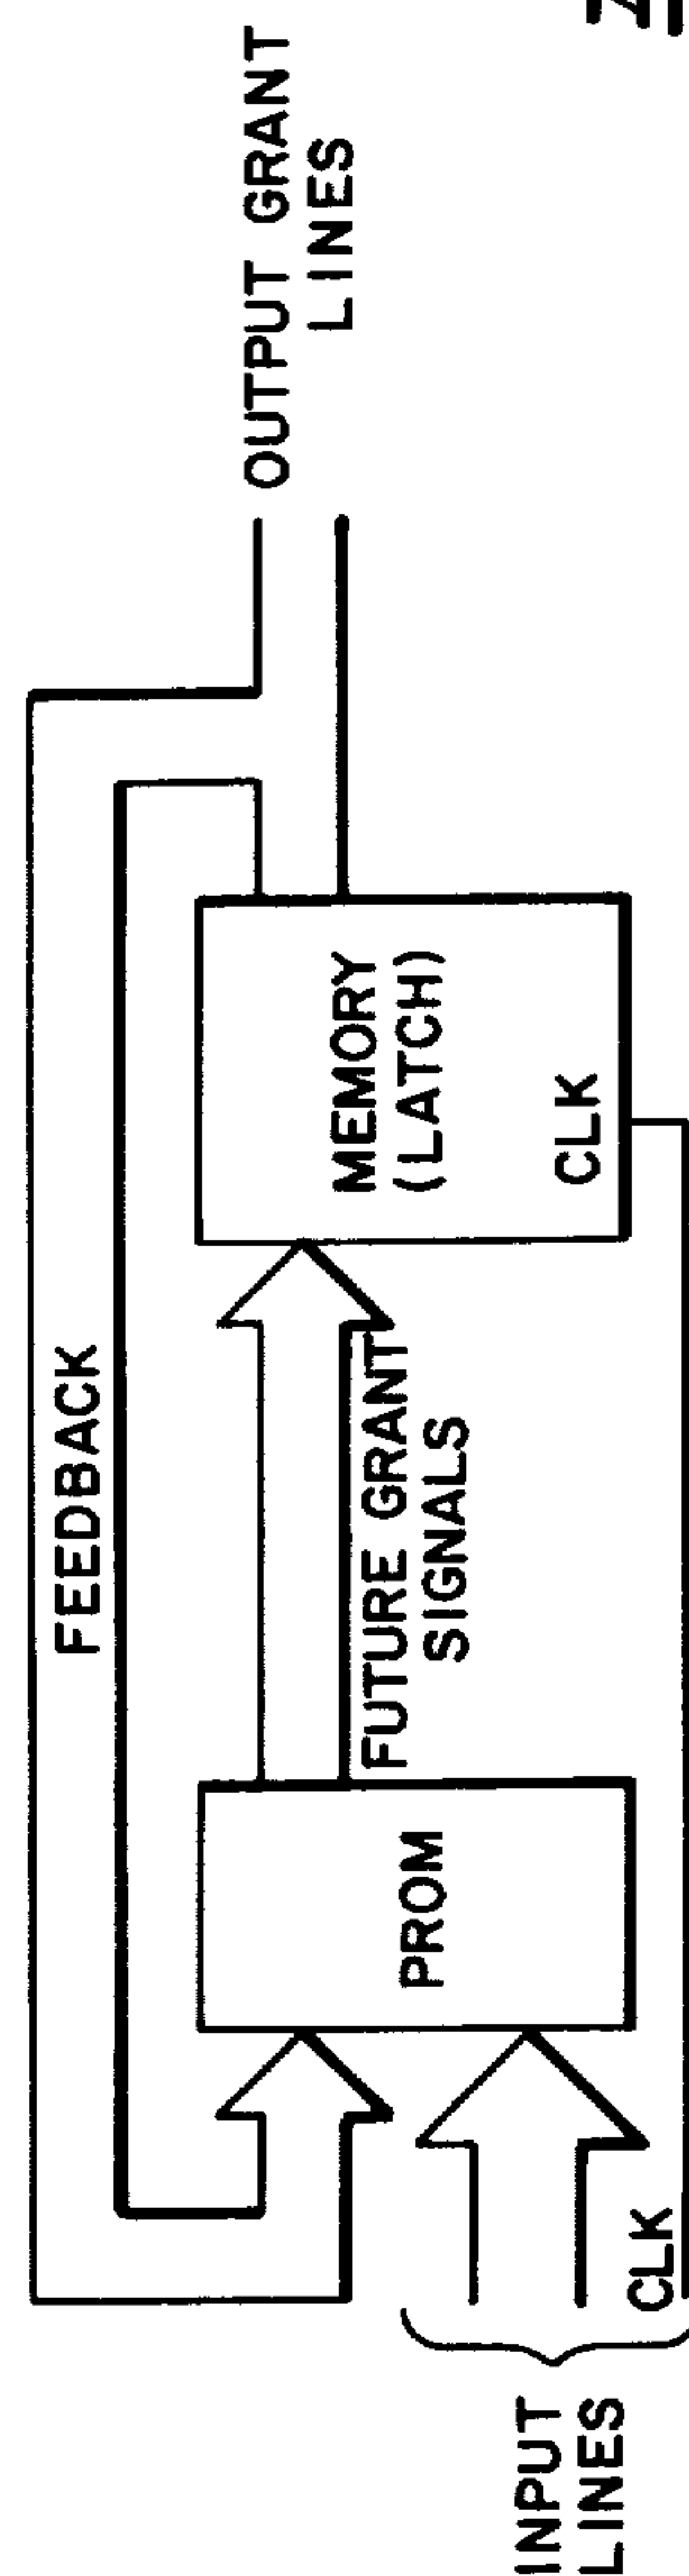 FEEDBACK
OUTPUT GRANT
LINES
PROM
FUTURE GRANT
SIGNALS
MEMORY
(LATCH)
CLK
INPUT
LINES
CLK